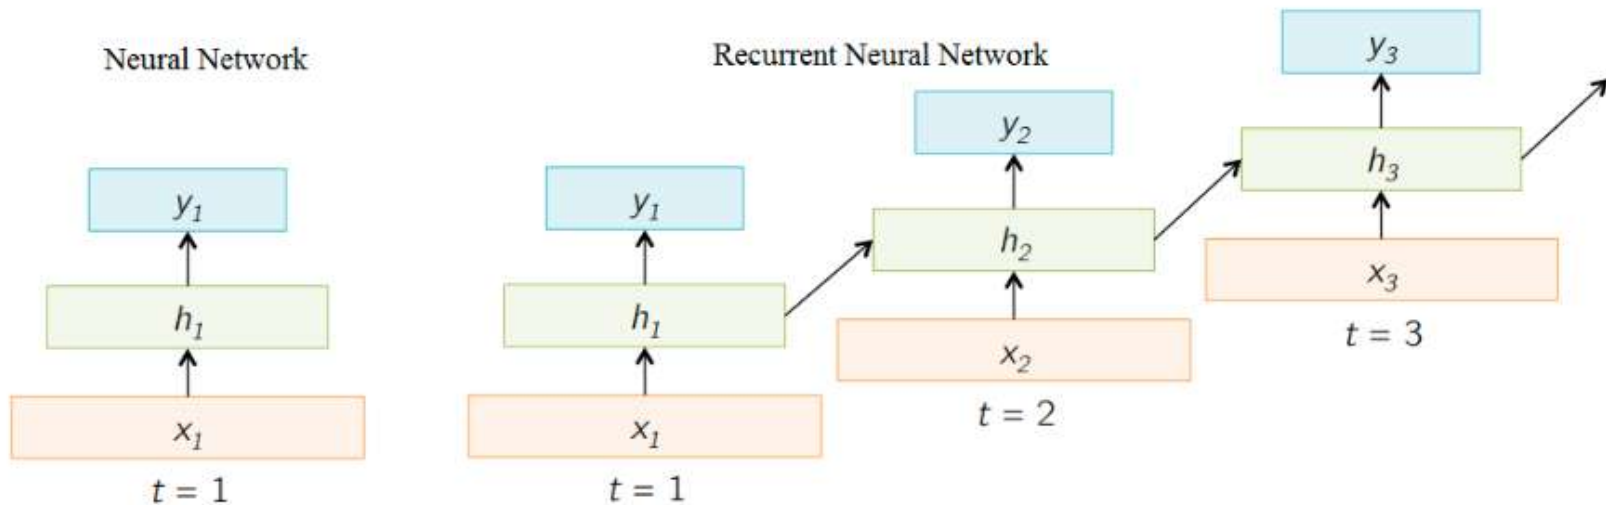 Neural Network
y1
h1
x1
t = 1
Recurrent Neural Network
y1
h1
x1
t = 1
y2
h2
x2
t = 2
y3
h3
x3
t = 3